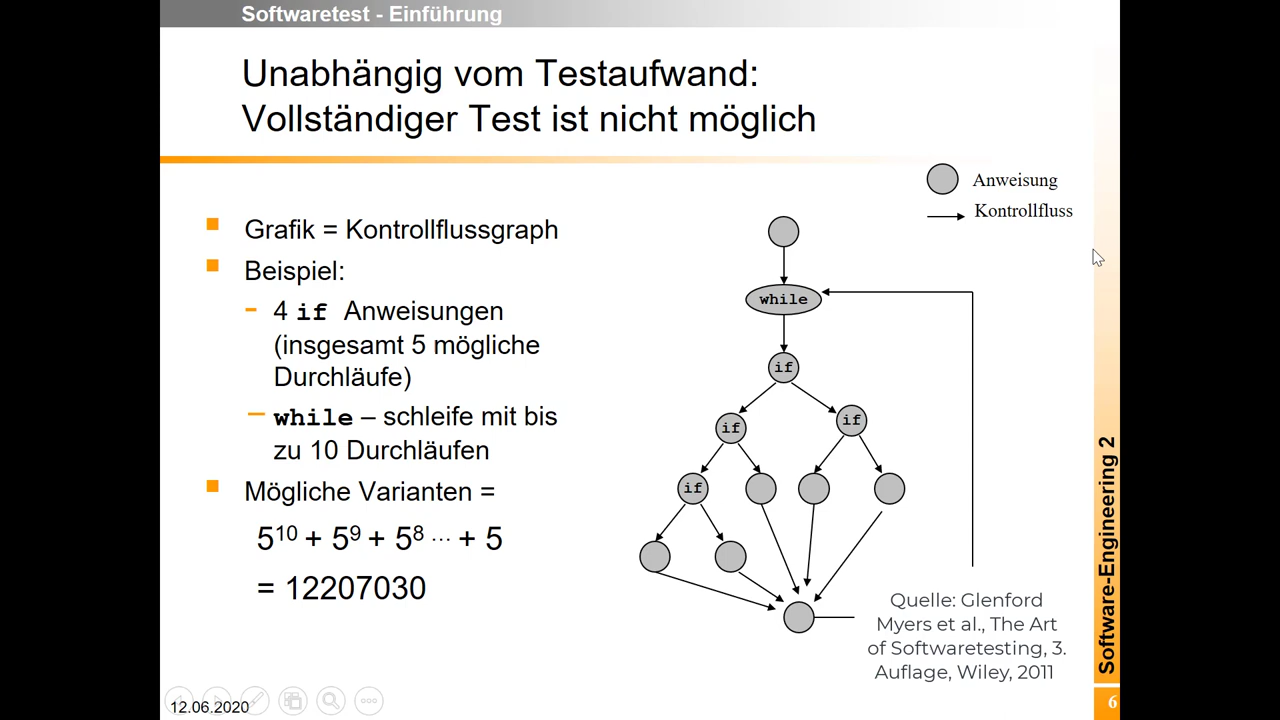 Softwaretest - Einführung
Unabhängig vom Testaufwand:
Vollständiger Test ist nicht möglich
Anweisung
Kontrollfluss
Grafik = Kontrollflussgraph
Beispiel:
4 if Anweisungen
(insgesamt 5 mögliche
Durchläufe)
while – schleife mit bis
zu 10 Durchläufen
Mögliche Varianten =
5¹⁰ + 5⁹ + 5⁸ ... + 5
= 12207030
while
if
if
if
if
Quelle: Glenford
Myers et al., The Art
of Softwaretesting, 3.
Auflage, Wiley, 2011
Software-Engineering 2
6
12.06.2020